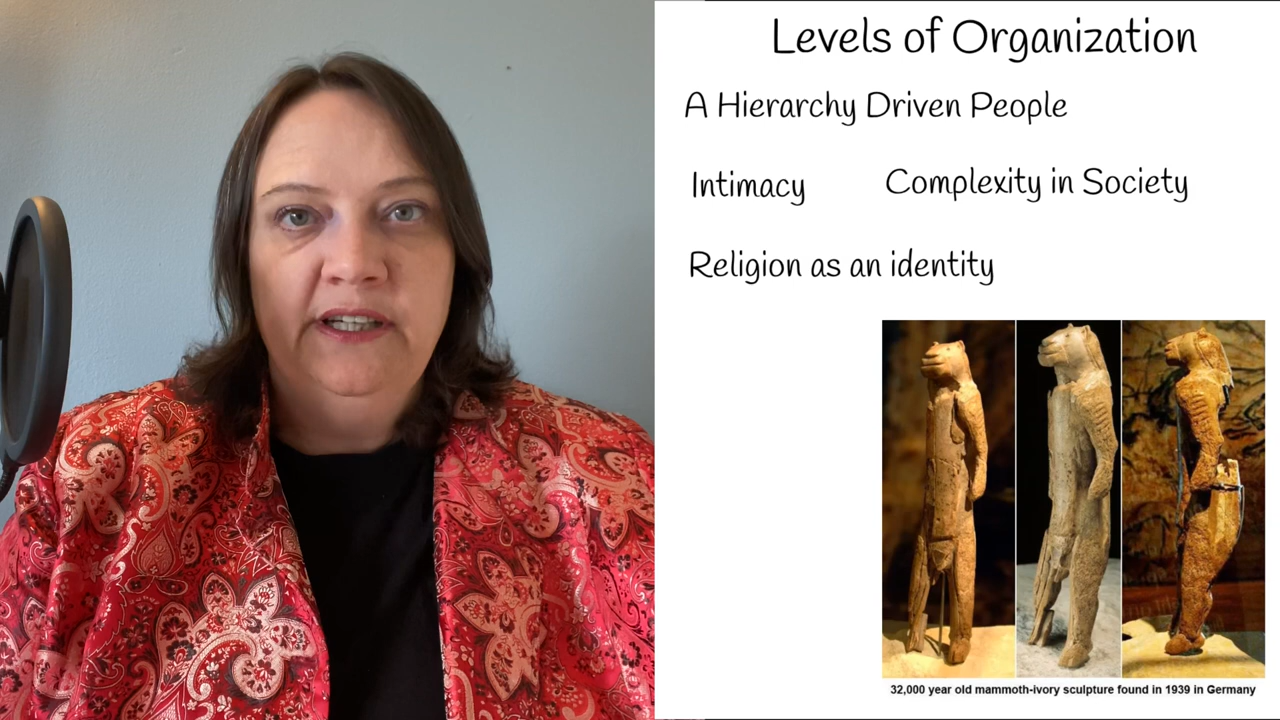 Levels of Organization
A Hierarchy Driven People
Intimacy
Complexity in Society
Religion as an identity
32,000 year old mammoth-ivory sculpture found in 1939 in Germany